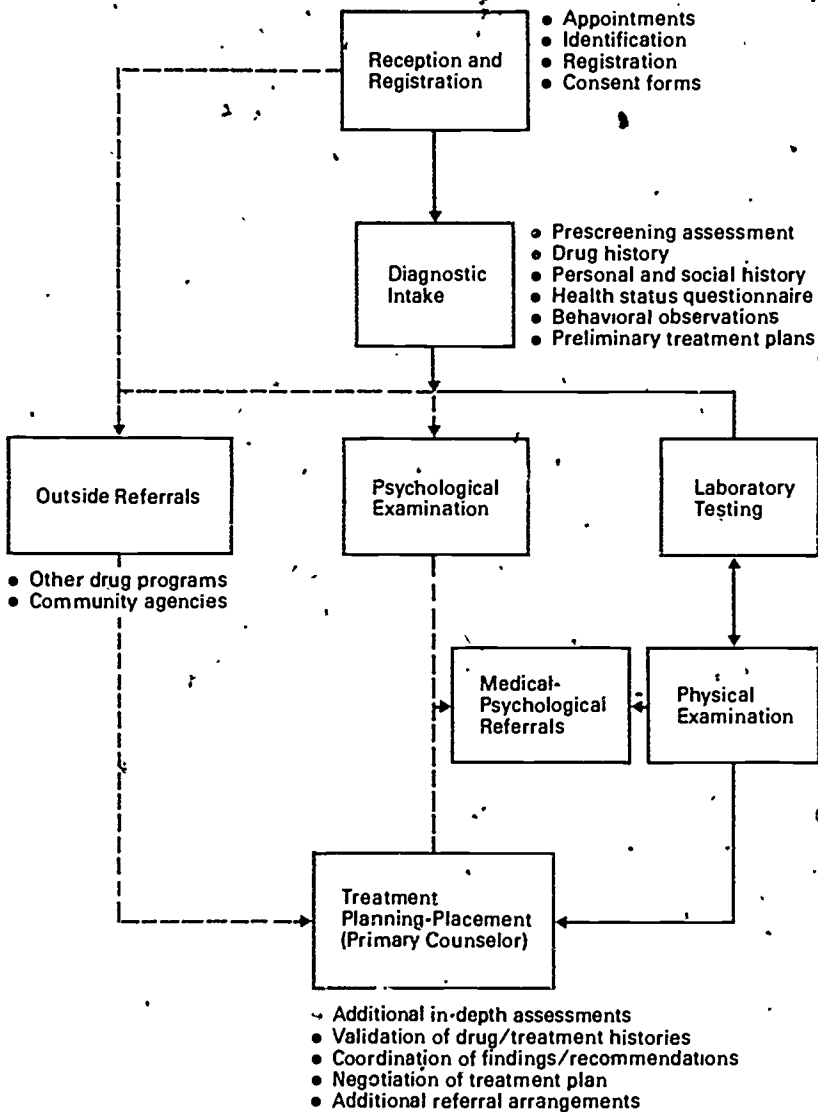 Reception and
Registration
● Appointments
● Identification
● Registration
● Consent forms
Diagnostic
Intake
● Prescreening assessment
● Drug history
● Personal and social history
● Health status questionnaire
● Behavioral observations
● Preliminary treatment plans
Outside Referrals
● Other drug programs
● Community agencies
Psychological
Examination
Laboratory
Testing
Medical-
Psychological
Referrals
Physical
Examination
Treatment
Planning-Placement
(Primary Counselor)
Additional in-depth assessments
● Validation of drug/treatment histories
● Coordination of findings/recommendations
● Negotiation of treatment plan
● Additional referral arrangements